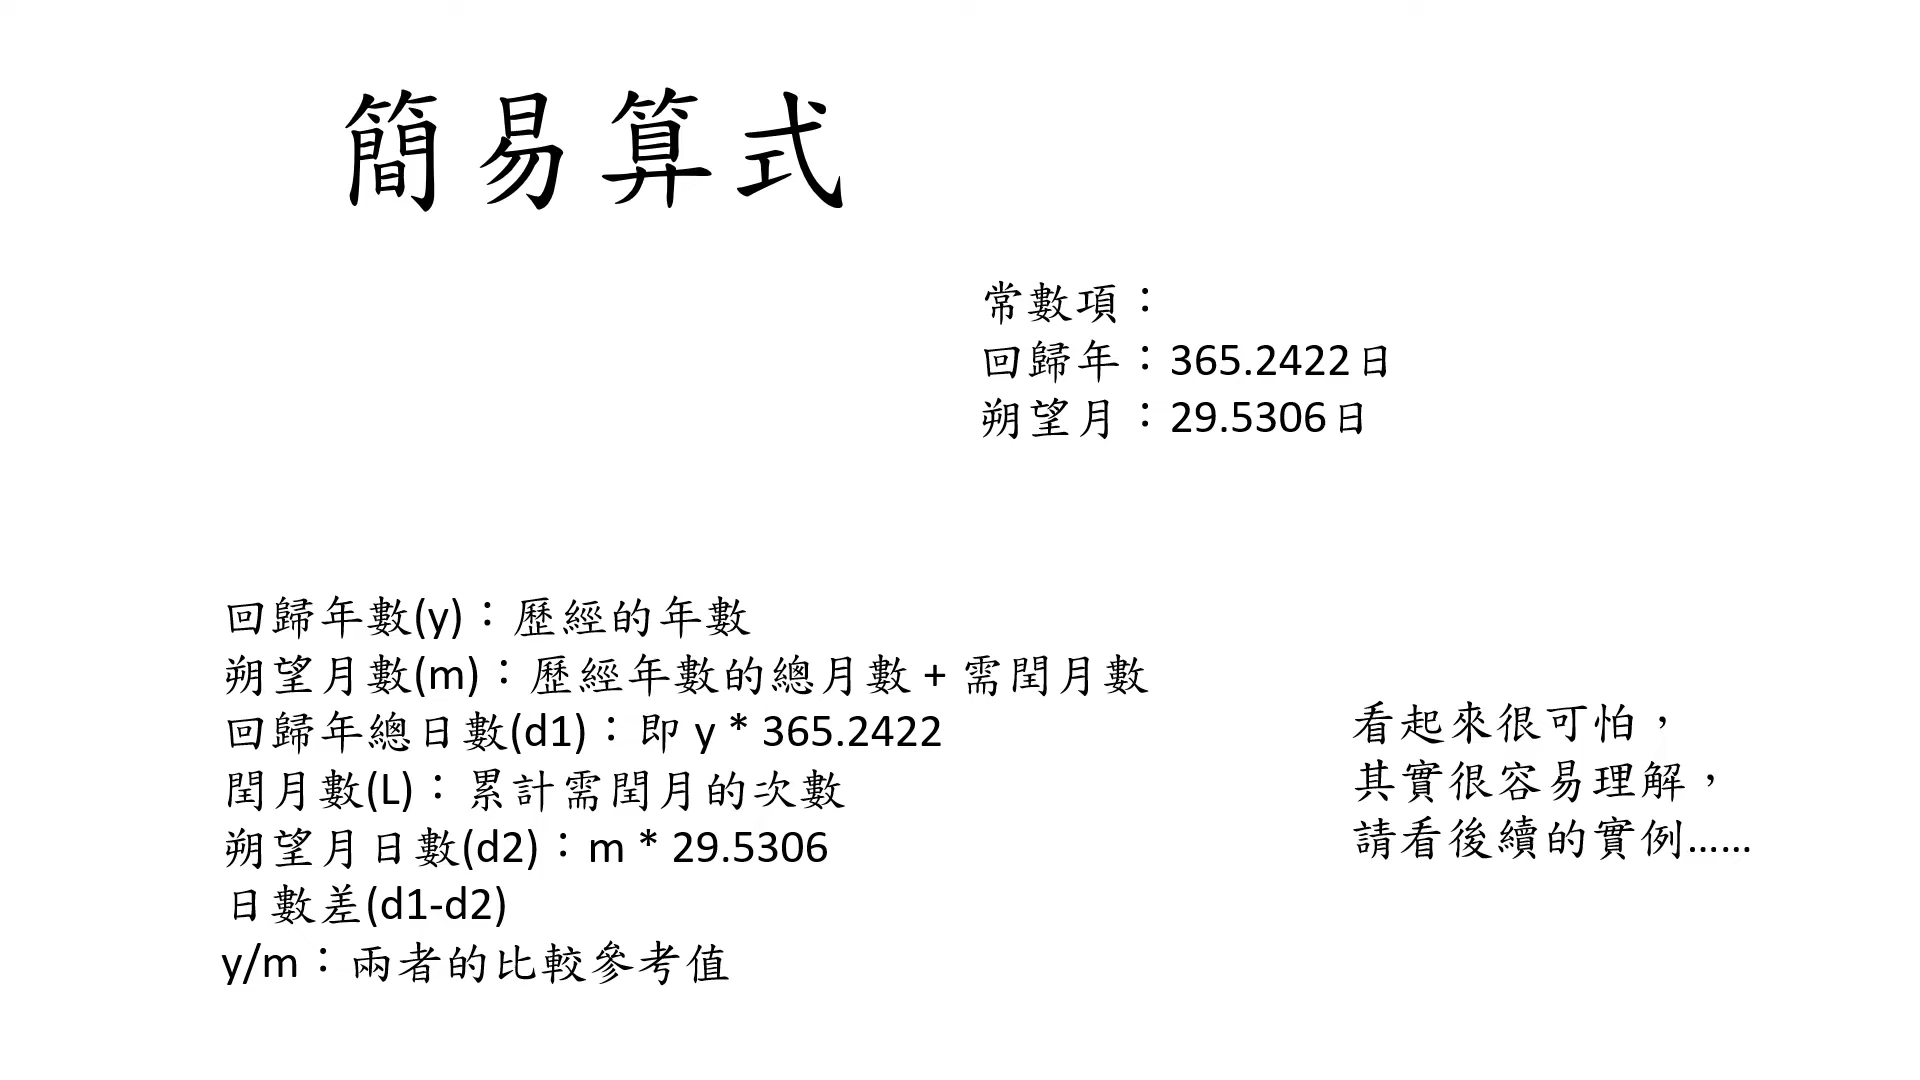 簡易算式
常數項：
回歸年：365.2422日
朔望月：29.5306日
回歸年數(y)：歷經的年數
朔望月數(m)：歷經年數的總月數 + 需閏月數
回歸年總日數(d1)：即 y * 365.2422
閏月數(L)：累計需閏月的次數
朔望月日數(d2)：m * 29.5306
日數差(d1-d2)
y/m：兩者的比較參考值
看起來很可怕，
其實很容易理解，
請看後續的實例……